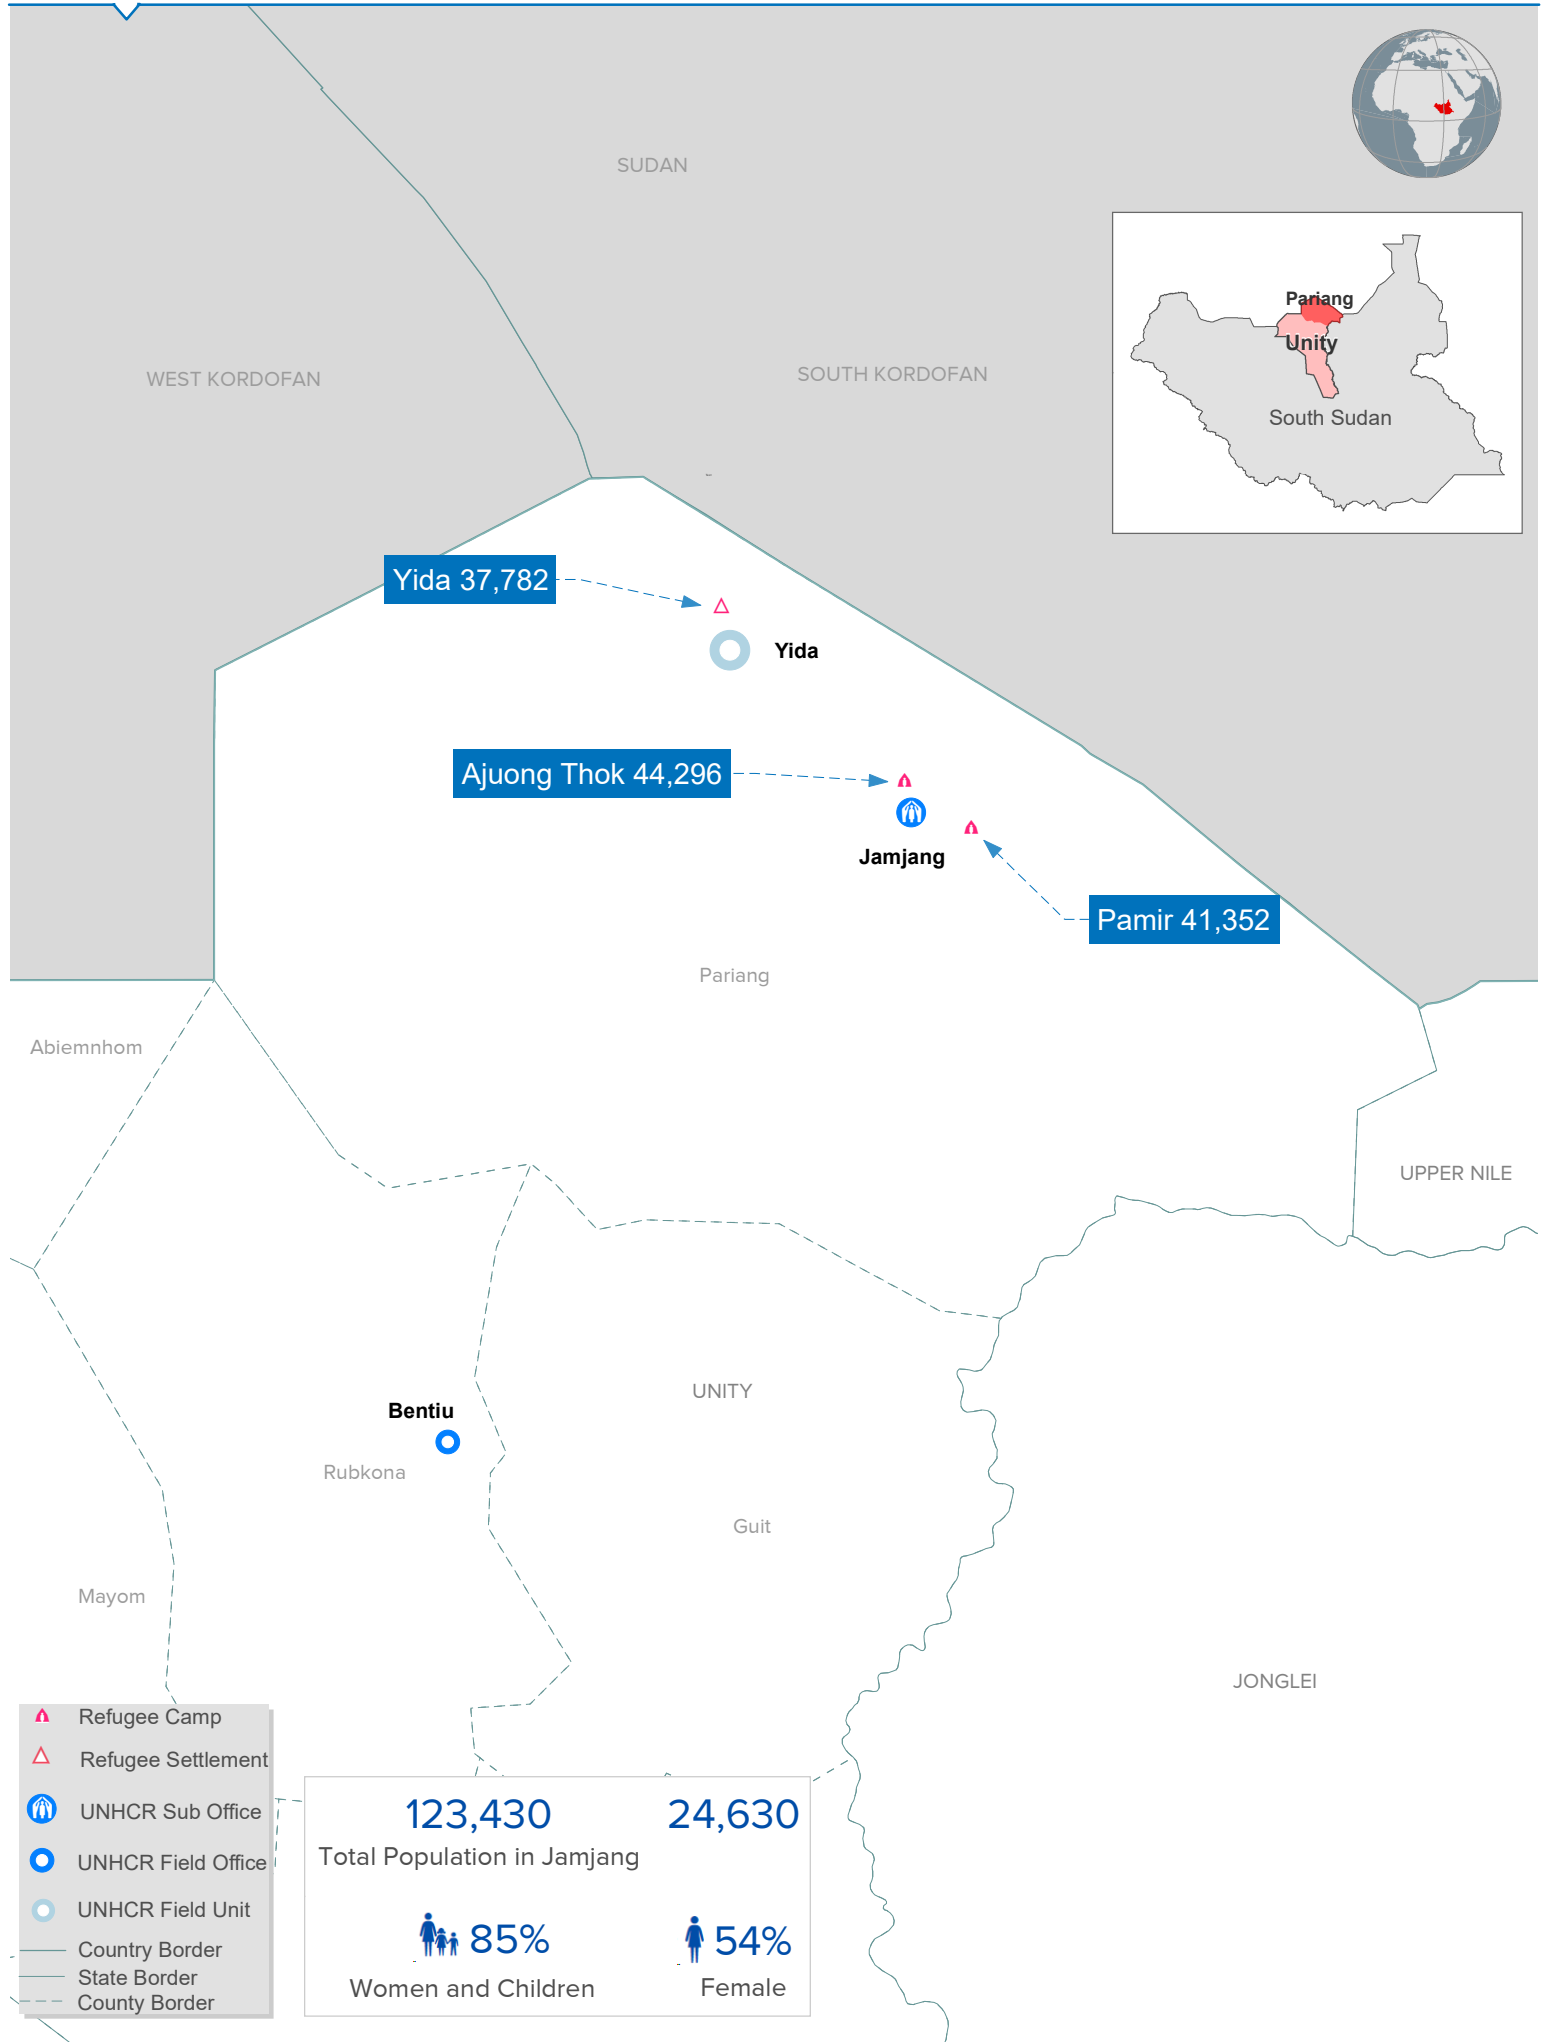 SUDAN
WEST KORDOFAN
SOUTH KORDOFAN
Pariang
Unity
South Sudan
Yida 37,782
Yida
Ajuong Thok 44,296
Jamjang
Pamir 41,352
Pariang
Abiemnhom
UPPER NILE
UNITY
Bentiu
Rubkona
Guit
Mayom
JONGLEI
Refugee Camp
Refugee Settlement
UNHCR Sub Office
UNHCR Field Office
UNHCR Field Unit
Country Border
State Border
County Border
123,430
Total Population in Jamjang
24,630
85%
Women and Children
54%
Female